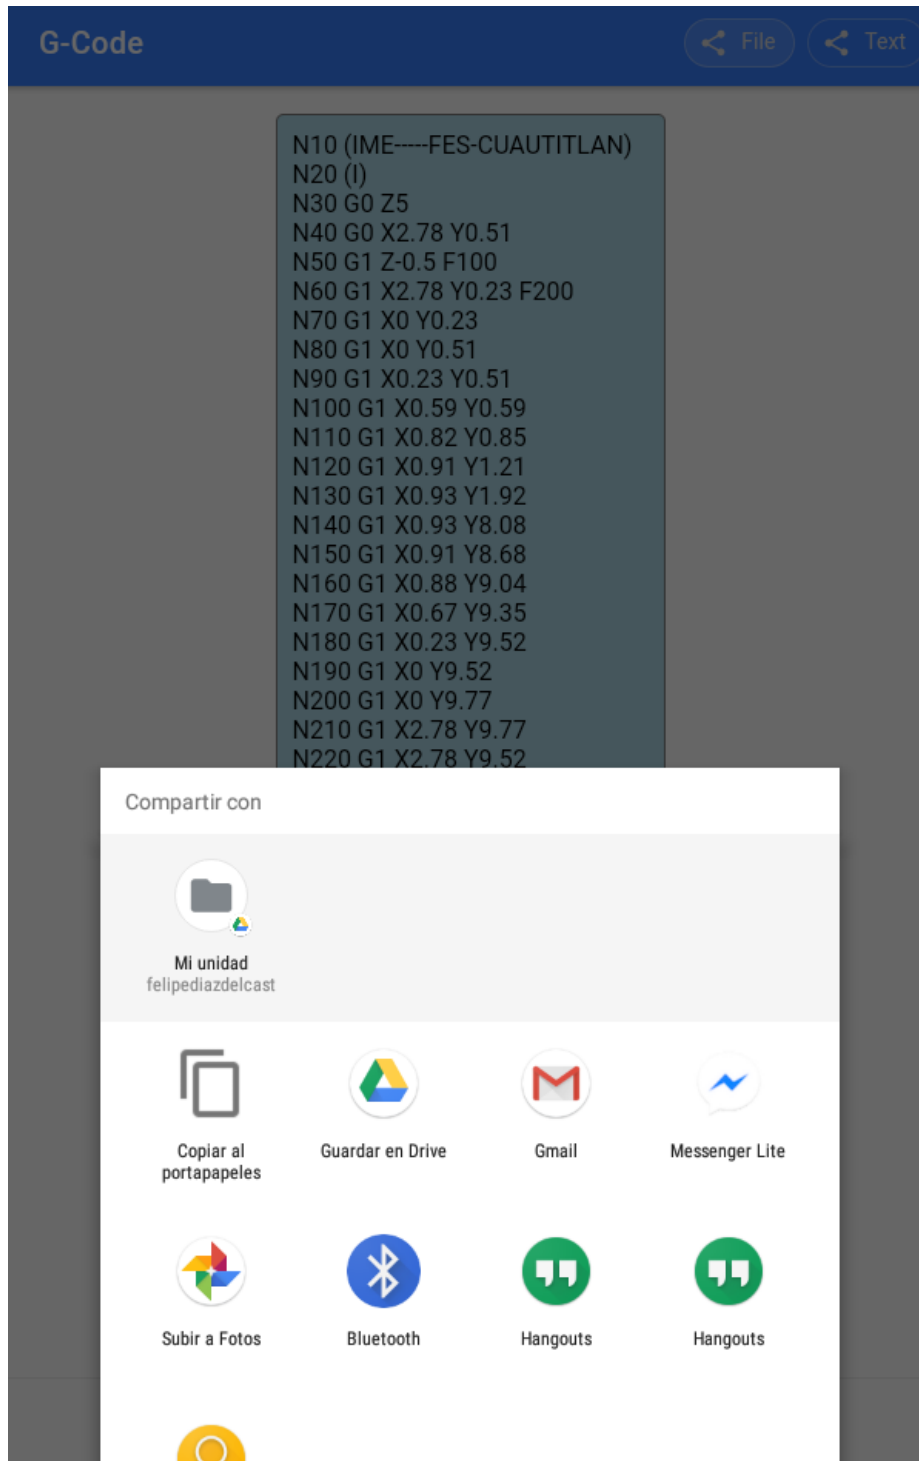 G-Code
File
Text
N10 (IME-----FES-CUAUTITLAN)
N20 (I)
N30 G0 Z5
N40 G0 X2.78 Y0.51
N50 G1 Z-0.5 F100
N60 G1 X2.78 Y0.23 F200
N70 G1 X0 Y0.23
N80 G1 X0 Y0.51
N90 G1 X0.23 Y0.51
N100 G1 X0.59 Y0.59
N110 G1 X0.82 Y0.85
N120 G1 X0.91 Y1.21
N130 G1 X0.93 Y1.92
N140 G1 X0.93 Y8.08
N150 G1 X0.91 Y8.68
N160 G1 X0.88 Y9.04
N170 G1 X0.67 Y9.35
N180 G1 X0.23 Y9.52
N190 G1 X0 Y9.52
N200 G1 X0 Y9.77
N210 G1 X2.78 Y9.77
N220 G1 X2.78 Y9.52
Compartir con
Mi unidad
felipediazdelcast
Copiar al
portapapeles
Guardar en Drive
Gmail
Messenger Lite
Subir a Fotos
Bluetooth
Hangouts
Hangouts